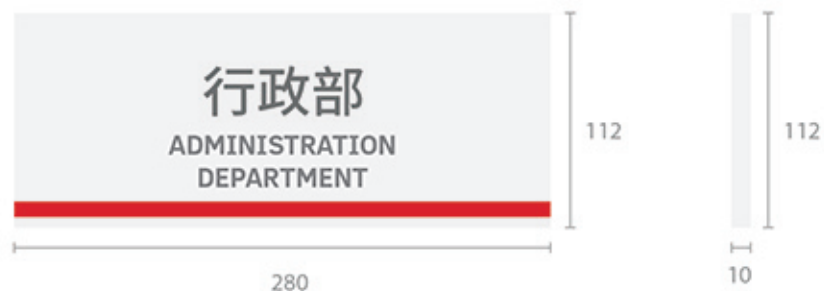 行政部
ADMINISTRATION
DEPARTMENT
112
280
112
10